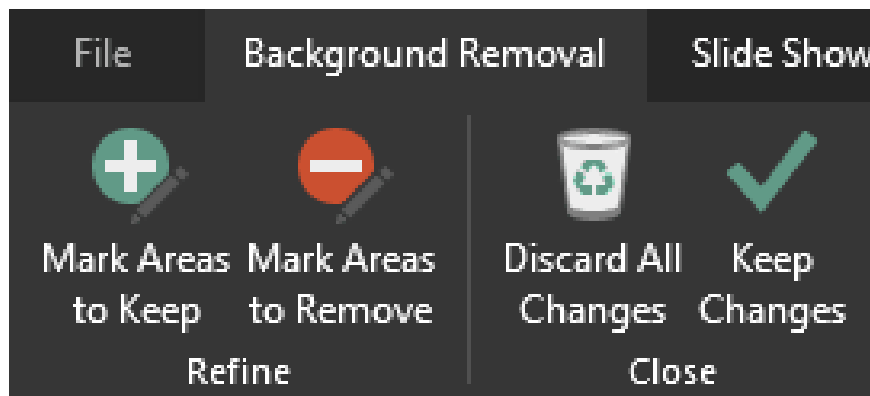 File Background Removal Slide Show
Mark Areas to Keep
Mark Areas to Remove
Discard All Changes
Keep Changes
Refine
Close